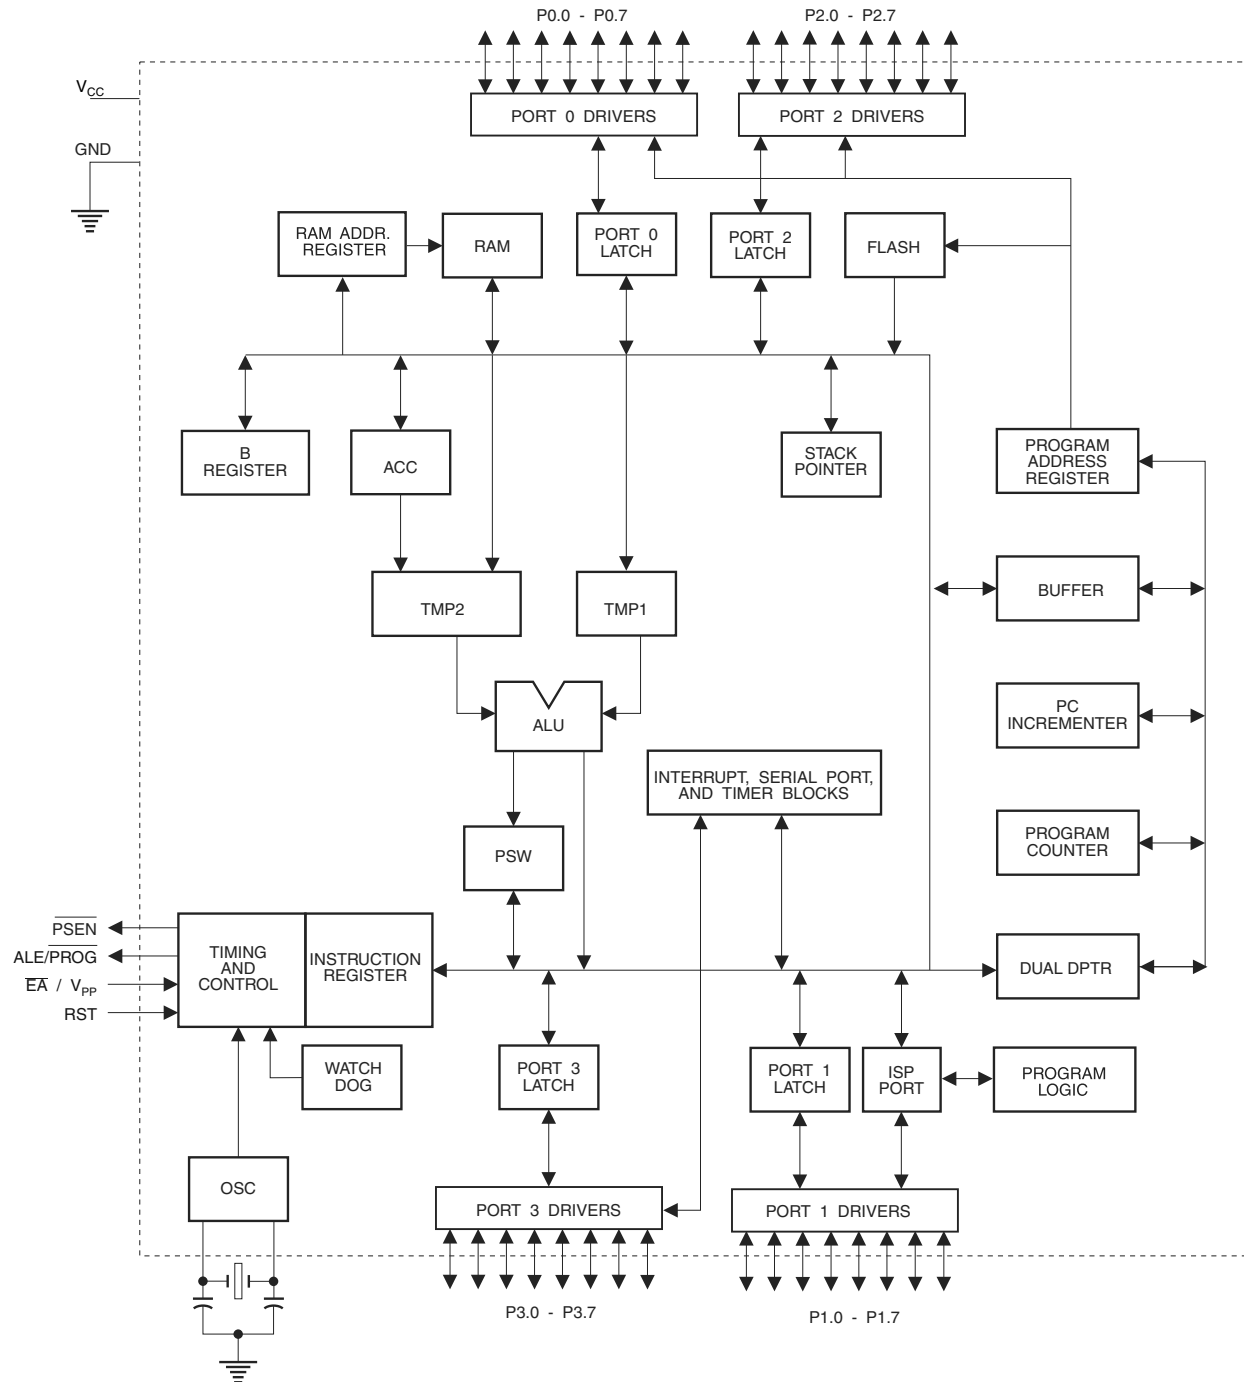 P0.0 - P0.7
P2.0 - P2.7
VCC
PORT 0 DRIVERS
PORT 2 DRIVERS
GND
RAM ADDR.
REGISTER
RAM
PORT 0
LATCH
PORT 2
LATCH
FLASH
B
REGISTER
ACC
STACK
POINTER
PROGRAM
ADDRESS
REGISTER
TMP2
TMP1
BUFFER
ALU
PC
INCREMENTER
INTERRUPT, SERIAL PORT,
AND TIMER BLOCKS
PSW
PROGRAM
COUNTER
PSEN
ALE/PROG
EA / VPP
RST
TIMING
AND
CONTROL
INSTRUCTION
REGISTER
DUAL DPTR
WATCH
DOG
PORT 3
LATCH
PORT 1
LATCH
ISP
PORT
PROGRAM
LOGIC
OSC
PORT 3 DRIVERS
PORT 1 DRIVERS
P3.0 - P3.7
P1.0 - P1.7